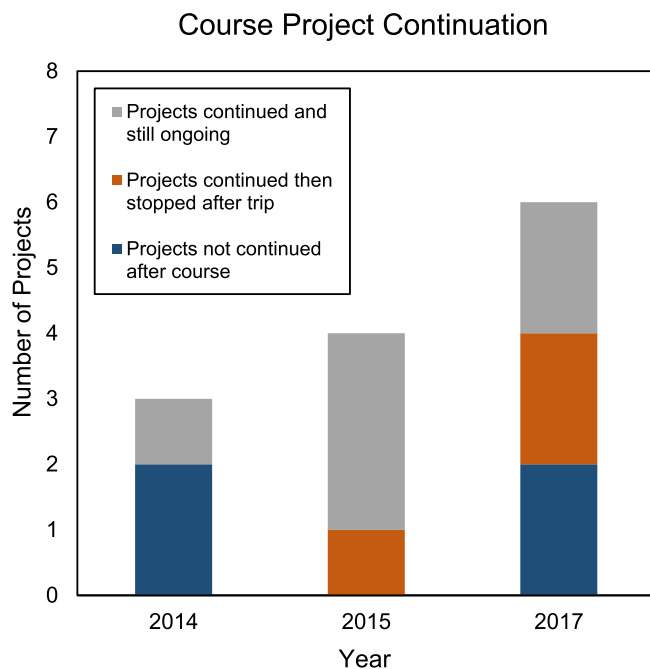 Course Project Continuation
8
7
6
5
4
3
2
1
0
Number of Projects
Projects continued and
still ongoing
Projects continued then
stopped after trip
Projects not continued
after course
2014
2015
2017
Year